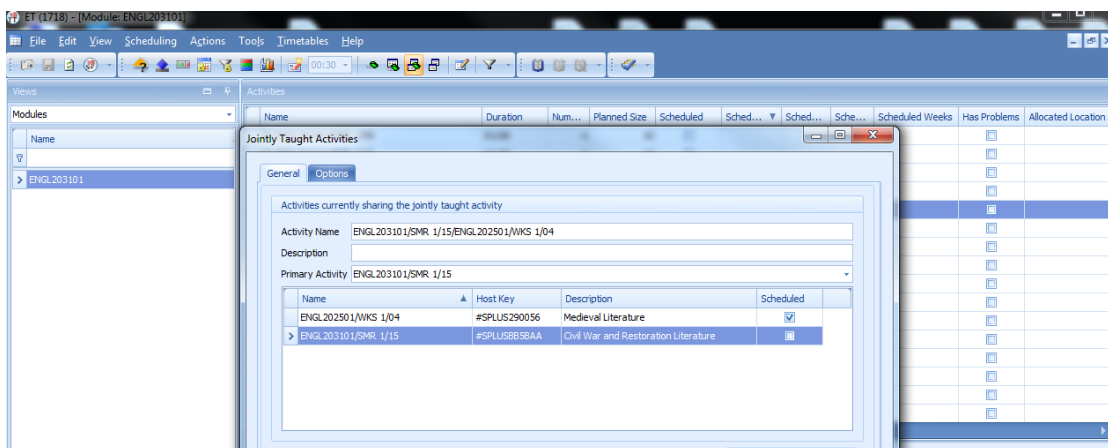 ET (1718) - [Module: ENGL203101]
File Edit View Scheduling Actions Tools Timetables Help
00:30
Views
Activities
Modules
Name Duration Num... Planned Size Scheduled Sched... Sched... Sche... Scheduled Weeks Has Problems Allocated Location
Name
ENGL203101
Jointly Taught Activities
General Options
Activities currently sharing the jointly taught activity
Activity Name ENGL203101/SMR 1/15/ENGL202501/WKS 1/04
Description
Primary Activity ENGL203101/SMR 1/15
Name Host Key Description Scheduled
ENGL202501/WKS 1/04 #SPLUS290056 Medieval Literature
ENGL203101/SMR 1/15 #SPLUSBB5BAA Civil War and Restoration Literature